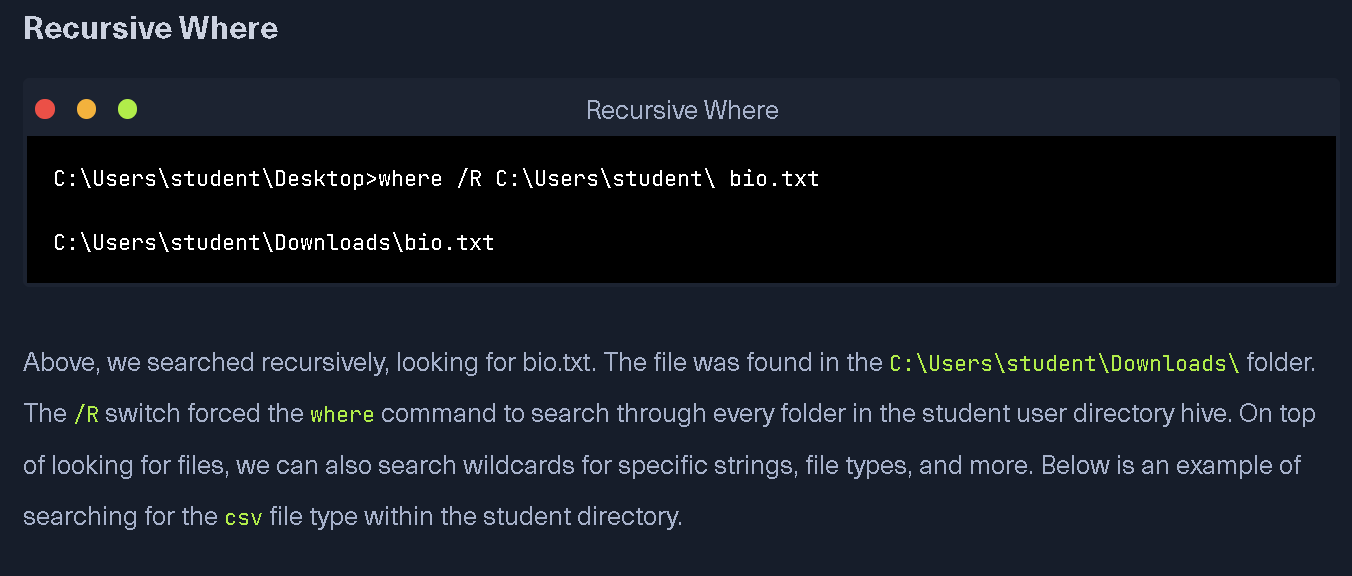 Recursive Where
Recursive Where
C:\Users\student\Desktop>where /R C:\Users\student\ bio.txt
C:\Users\student\Downloads\bio.txt
Above, we searched recursively, looking for bio.txt. The file was found in the C:\Users\student\Downloads\ folder.
The /R switch forced the where command to search through every folder in the student user directory hive. On top
of looking for files, we can also search wildcards for specific strings, file types, and more. Below is an example of
searching for the csv file type within the student directory.